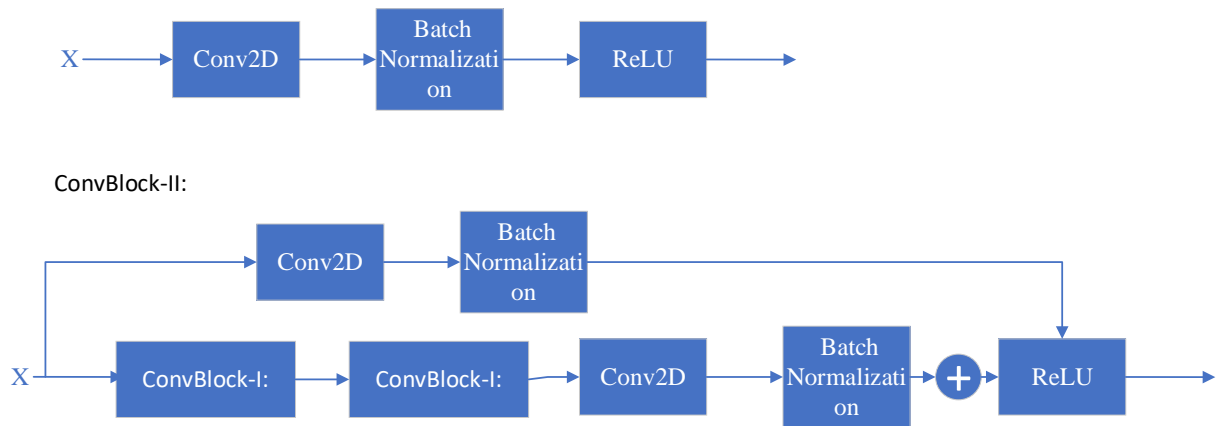 X
Conv2D
Batch
Normalizati
on
ReLU
ConvBlock-II:
Conv2D
Batch
Normalizati
on
X
ConvBlock-I:
ConvBlock-I:
Conv2D
Batch
Normalizati
on
+
ReLU